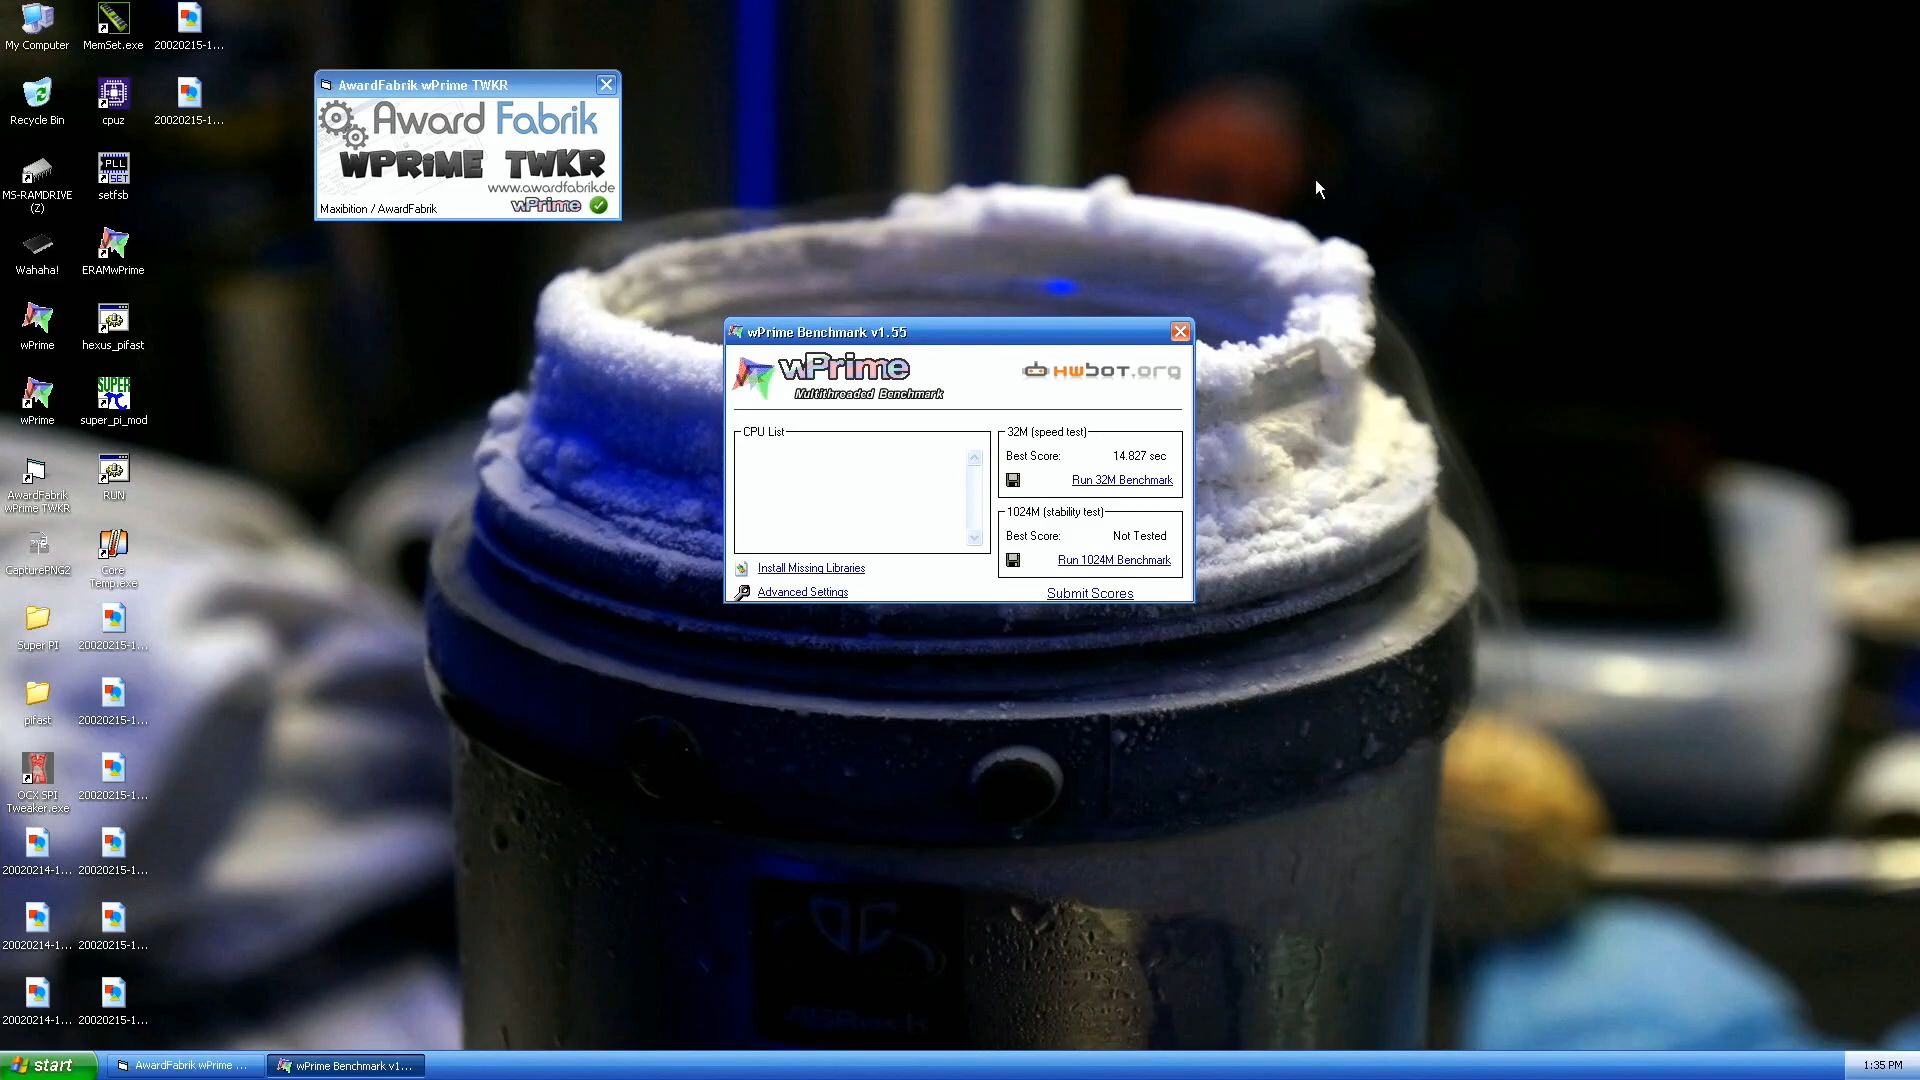 My Computer
MemSet.exe
20020215-1...
Recycle Bin
cpuz
20020215-1...
MS-RAMDRIVE
(Z)
setfsb
Wahaha!
ERAMwPrime
wPrime
hexus_pifast
wPrime
super_pi_mod
AwardFabrik
wPrime TWKR
RUN
CapturePNG2
Core
Temp.exe
Super PI
20020215-1...
pifast
20020215-1...
OCX SPI
Tweaker.exe
20020215-1...
20020214-1...
20020215-1...
20020214-1...
20020215-1...
20020214-1...
20020215-1...
PLL
SET
SUPER
AwardFabrik wPrime TWKR
Award Fabrik
WPRiME TWKR
www.awardfabrik.de
Maxibition / AwardFabrik
wPrime
wPrime Benchmark v1.55
wPrime
Multithreaded Benchmark
HWBOT.org
CPU List
32M (speed test)
Best Score: 14.827 sec
Run 32M Benchmark
1024M (stability test)
Best Score: Not Tested
Run 1024M Benchmark
Install Missing Libraries
Advanced Settings
Submit Scores
ASRock
start
AwardFabrik wPrime ...
wPrime Benchmark v1...
1:35 PM